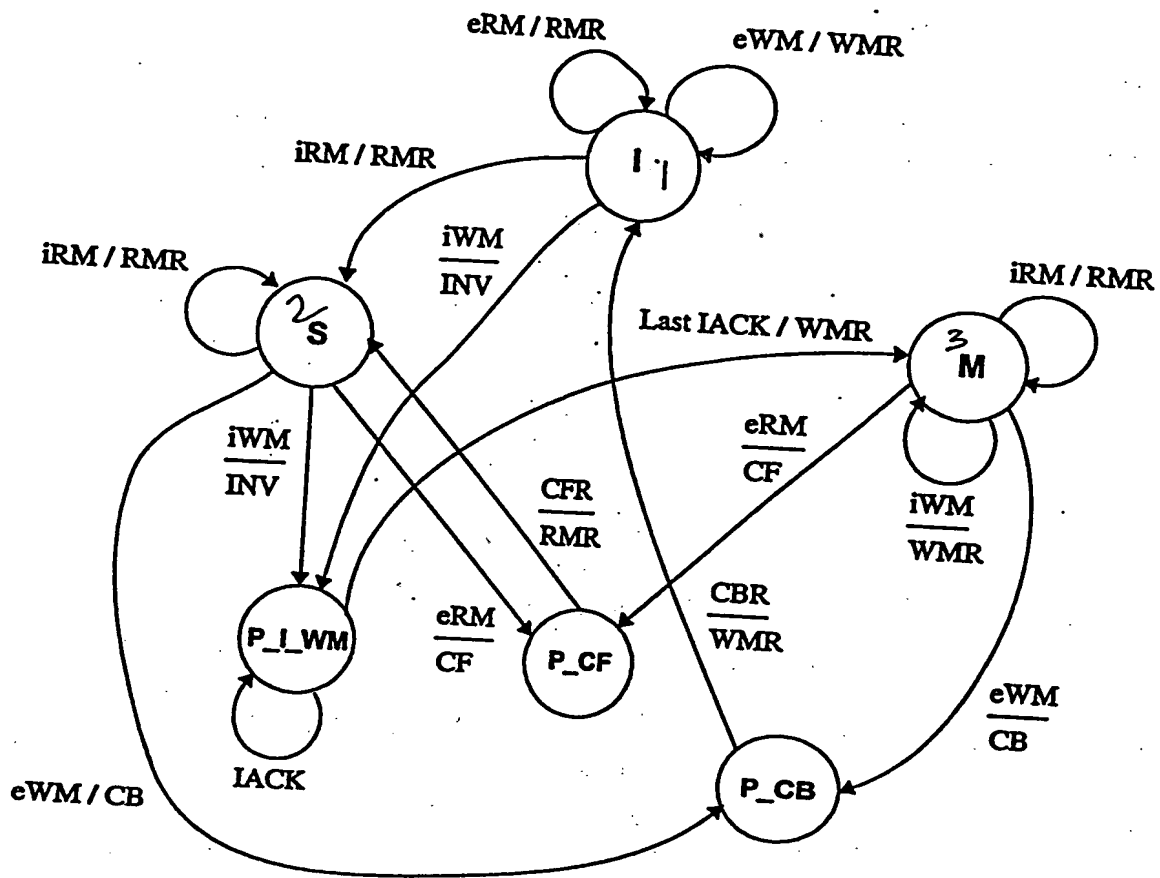 eRM / RMR
eWM / WMR
I 1
iRM / RMR
iWM
INV
iRM / RMR
iRM / RMR
2 S
Last IACK / WMR
3 M
iWM
INV
eRM
CF
CFR
RMR
iWM
WMR
P_I_WM
eRM
CF
P_CF
CBR
WMR
eWM
CB
IACK
eWM / CB
P_CB